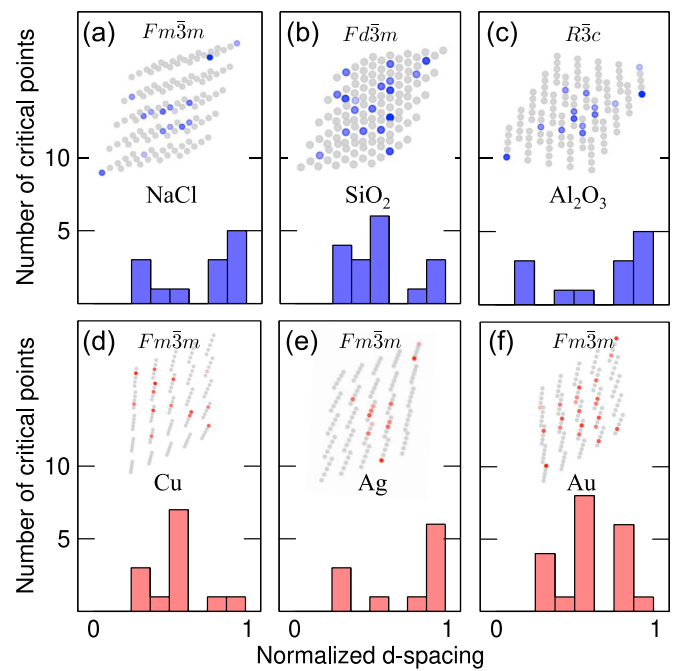 (a) Fm3̄m
(b) Fd3̄m
(c) R3̄c
Number of critical points
10
5
NaCl
SiO₂
Al₂O₃
(d) Fm3̄m
(e) Fm3̄m
(f) Fm3̄m
Number of critical points
10
5
Cu
Ag
Au
0 1 0 1 0 1
Normalized d-spacing